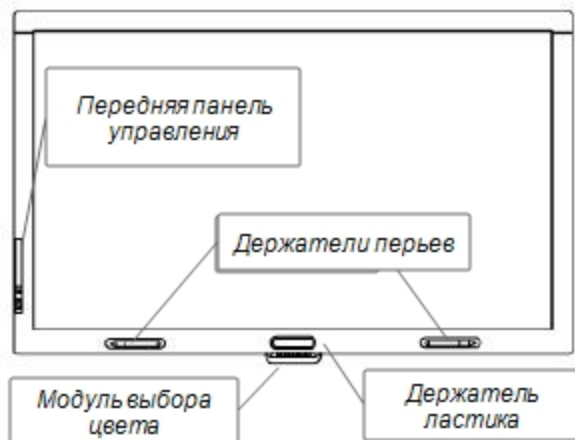 Передняя панель
управления
Держатели перьев
Модуль выбора
цвета
Держатель
ластика